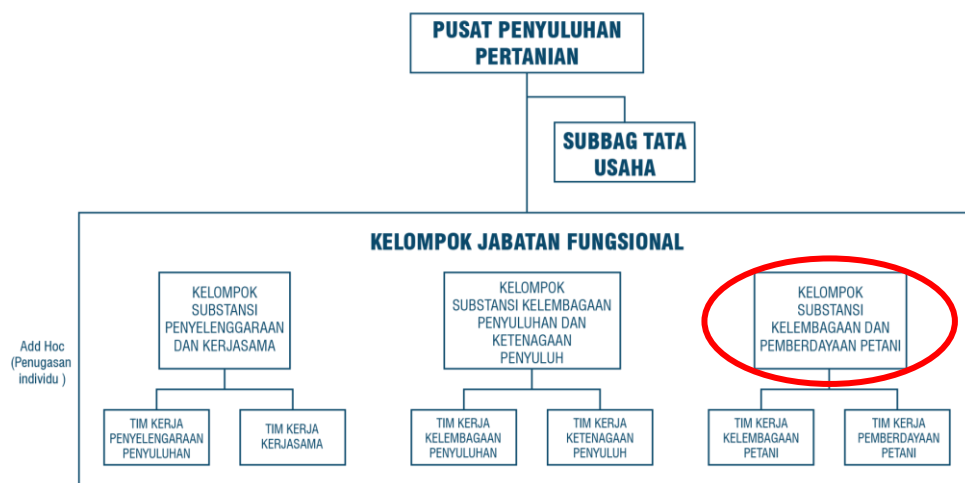 PUSAT PENYULUHAN
PERTANIAN
SUBBAG TATA
USAHA
KELOMPOK JABATAN FUNGSIONAL
Add Hoc
(Penugasan
individu )
KELOMPOK
SUBSTANSI
PENYELENGGARAAN
DAN KERJASAMA
KELOMPOK
SUBSTANSI KELEMBAGAAN
PENYULUHAN DAN
KETENAGAAN
PENYULUH
KELOMPOK
SUBSTANSI
KELEMBAGAAN DAN
PEMBERDAYAAN PETANI
TIM KERJA
PENYELENGARAAN
PENYULUHAN
TIM KERJA
KERJASAMA
TIM KERJA
KELEMBAGAAN
PENYULUHAN
TIM KERJA
KETENAGAAN
PENYULUH
TIM KERJA
KELEMBAGAAN
PETANI
TIM KERJA
PEMBERDAYAAN
PETANI